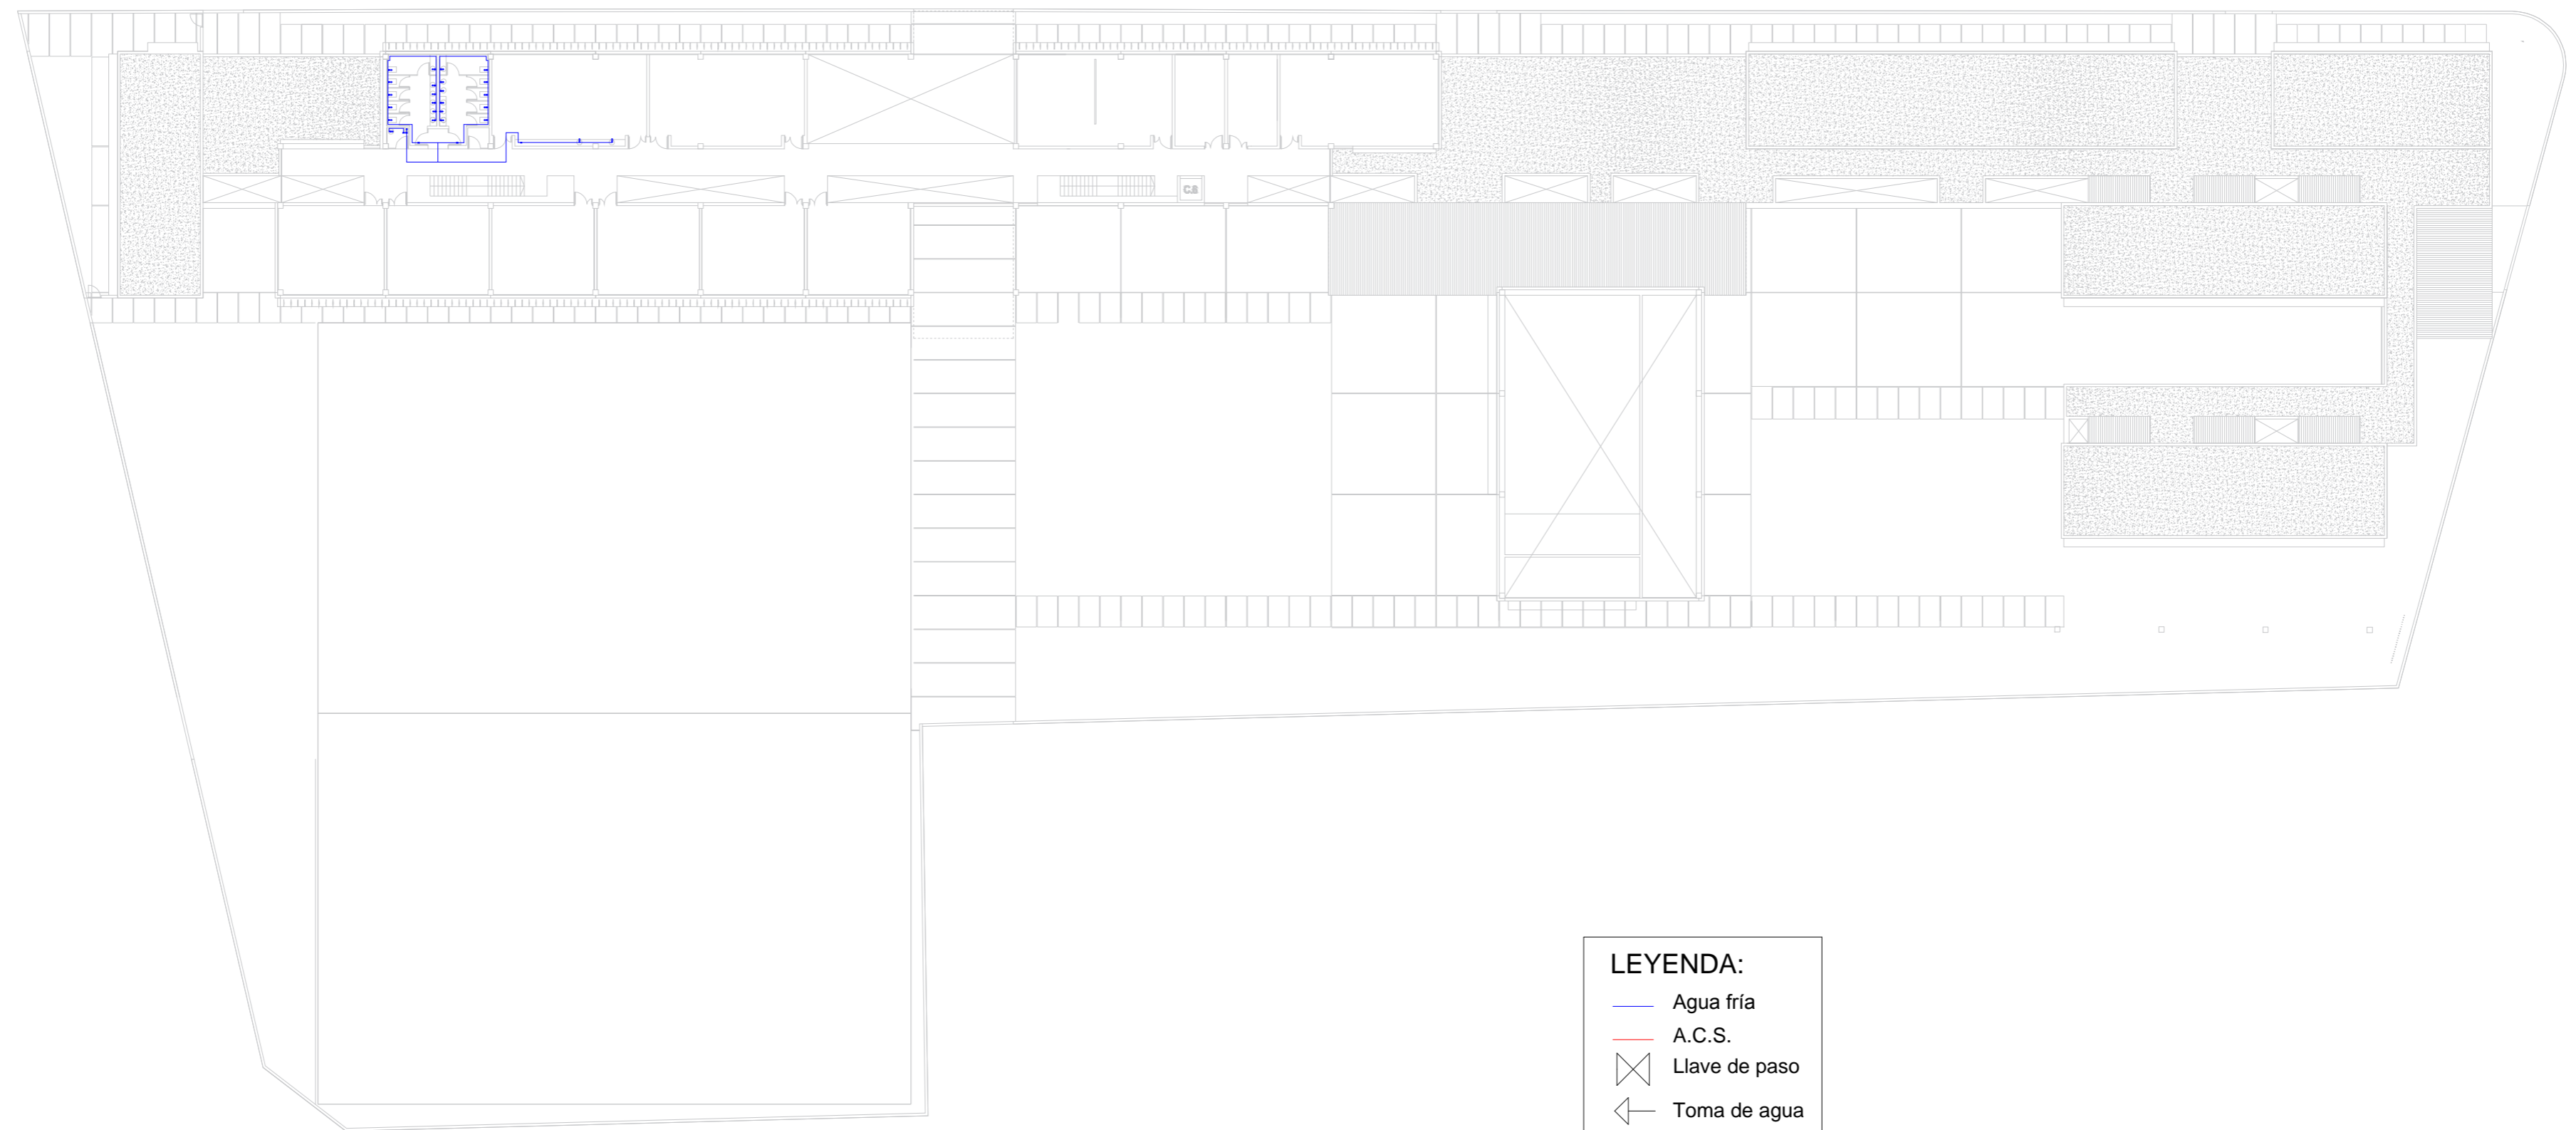 C.S
LEYENDA:
Agua fría
A.C.S.
Llave de paso
Toma de agua